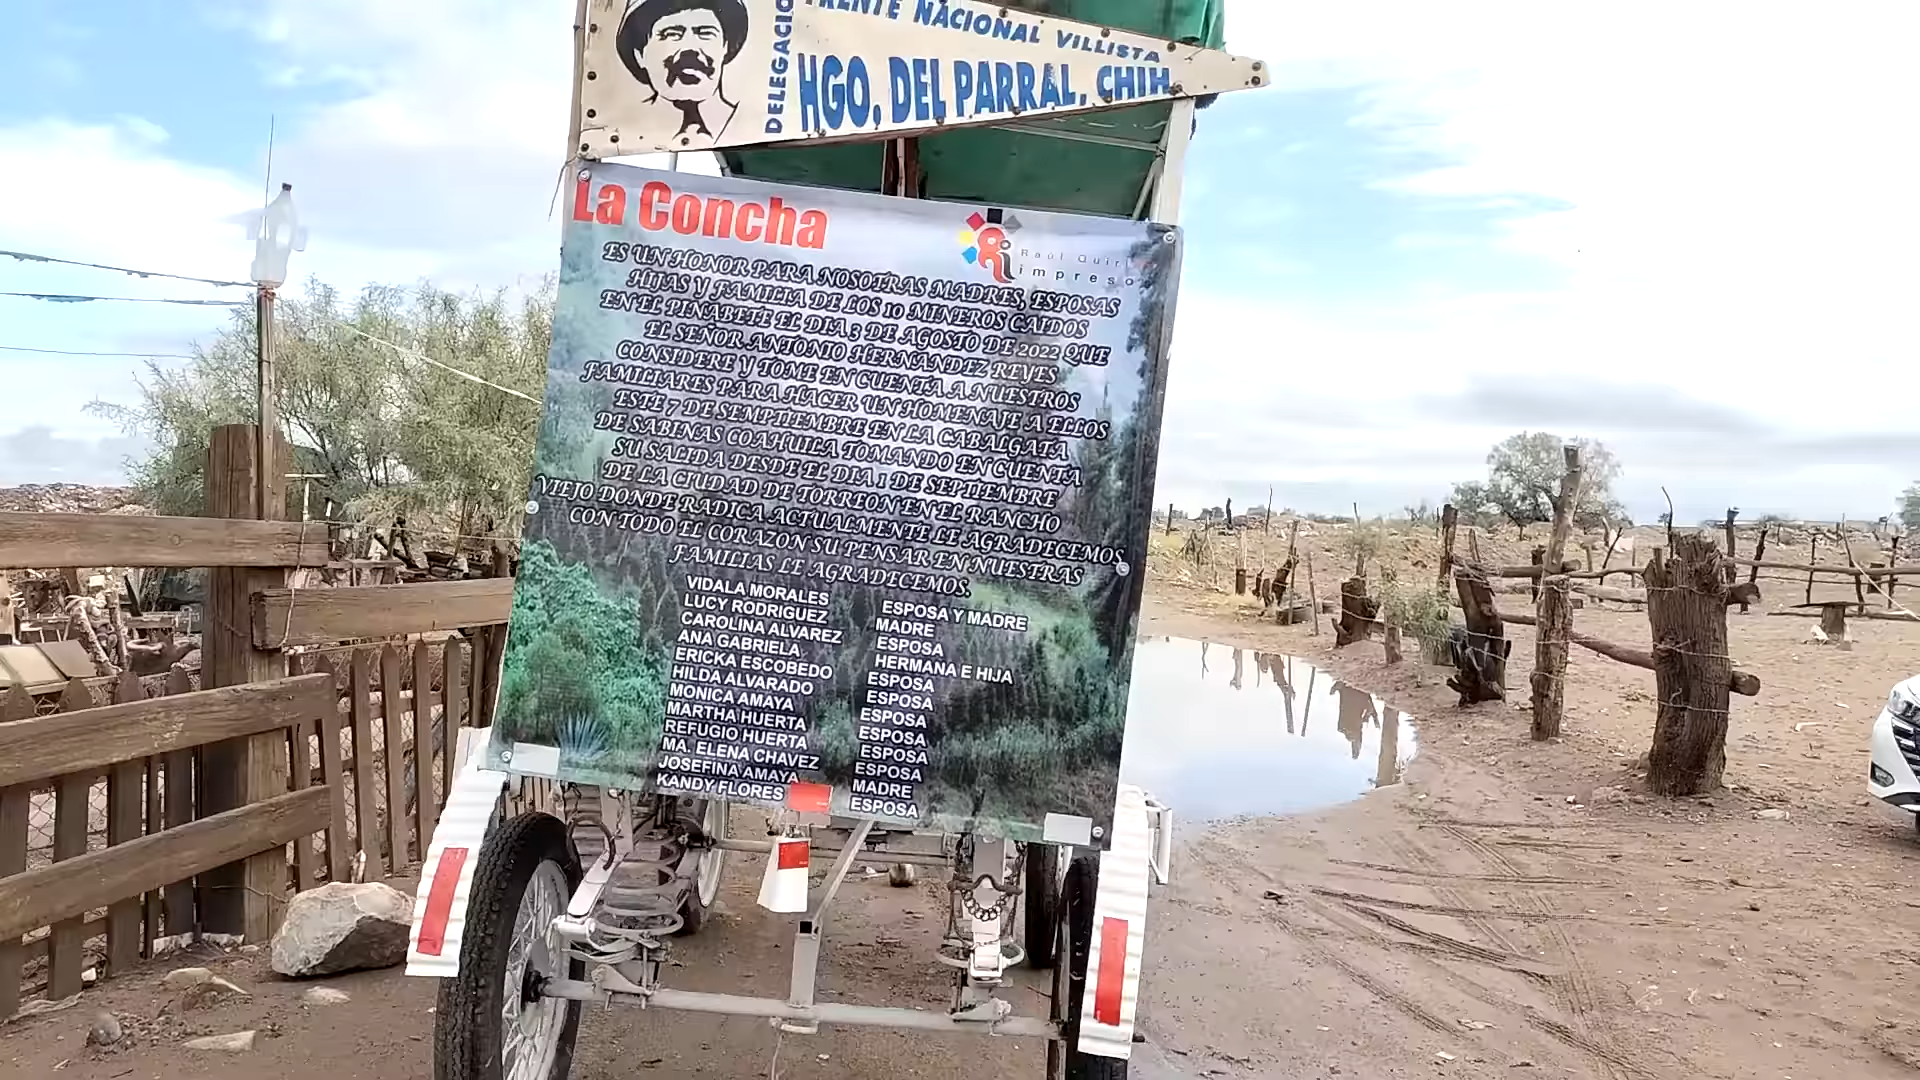 DELEGACIO
FRENTE NACIONAL VILLISTA
HGO. DEL PARRAL, CHIH
La Concha
Raúl Quir
impreso
ES UN HONOR PARA NOSOTRAS MADRES, ESPOSAS
HIJAS Y FAMILIA DE LOS 10 MINEROS CAIDOS
EN EL PINABETE EL DIA 3 DE AGOSTO DE 2022 QUE
EL SEÑOR ANTONIO HERNANDEZ REYES
CONSIDERE Y TOME EN CUENTA A NUESTROS
FAMILIARES PARA HACER UN HOMENAJE A ELLOS
ESTE 7 DE SEMPTIEMBRE EN LA CABALGATA
DE SABINAS COAHUILA TOMANDO EN CUENTA
SU SALIDA DESDE EL DIA 1 DE SEPTIEMBRE
DE LA CIUDAD DE TORREON EN EL RANCHO
VIEJO DONDE RADICA ACTUALMENTE LE AGRADECEMOS
CON TODO EL CORAZON SU PENSAR EN NUESTRAS
FAMILIAS LE AGRADECEMOS.
VIDALA MORALES ESPOSA Y MADRE
LUCY RODRIGUEZ MADRE
CAROLINA ALVAREZ ESPOSA
ANA GABRIELA HERMANA E HIJA
ERICKA ESCOBEDO ESPOSA
HILDA ALVARADO ESPOSA
MONICA AMAYA ESPOSA
MARTHA HUERTA ESPOSA
REFUGIO HUERTA ESPOSA
MA. ELENA CHAVEZ ESPOSA
JOSEFINA AMAYA MADRE
KANDY FLORES ESPOSA